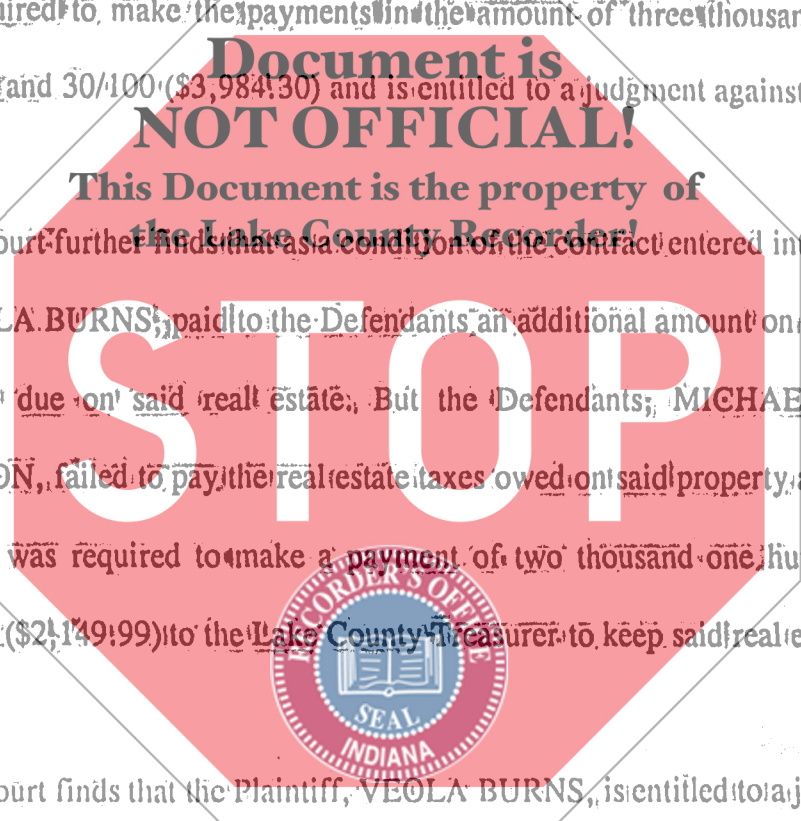 uired to make the payments in the amount of three thousan
Document is
and 30/100 ($3,984.30) and is entitled to a judgment against
NOT OFFICIAL!
This Document is the property of
the Lake County Recorder!
ourt further finds that as a condition of the contract entered in
LA BURNS, paid to the Defendants an additional amount on
due on said real estate. But the Defendants, MICHAE
STOP
ON, failed to pay the real estate taxes owed on said property, a
was required to make a payment of two thousand one hu
($2,149.99) to the Lake County Treasurer to keep said real e
RECORDER'S OFFICE
SEAL
INDIANA
ourt finds that the Plaintiff, VEOLA BURNS, is entitled to a j